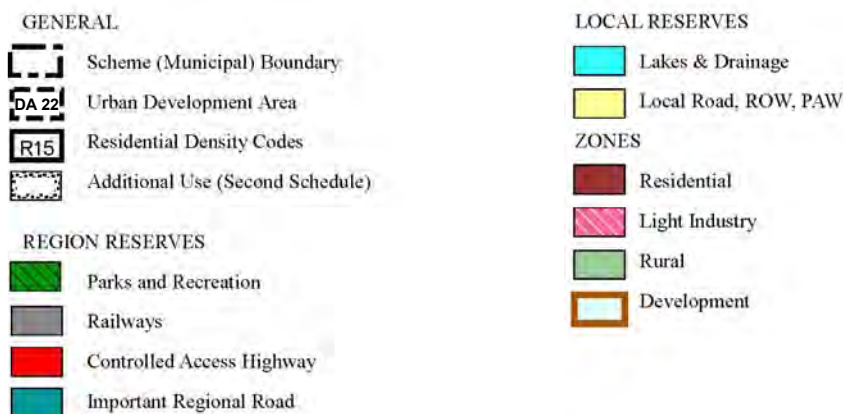 GENERAL
Scheme (Municipal) Boundary
DA 22
Urban Development Area
R15
Residential Density Codes
Additional Use (Second Schedule)
REGION RESERVES
Parks and Recreation
Railways
Controlled Access Highway
Important Regional Road
LOCAL RESERVES
Lakes & Drainage
Local Road, ROW, PAW
ZONES
Residential
Light Industry
Rural
Development